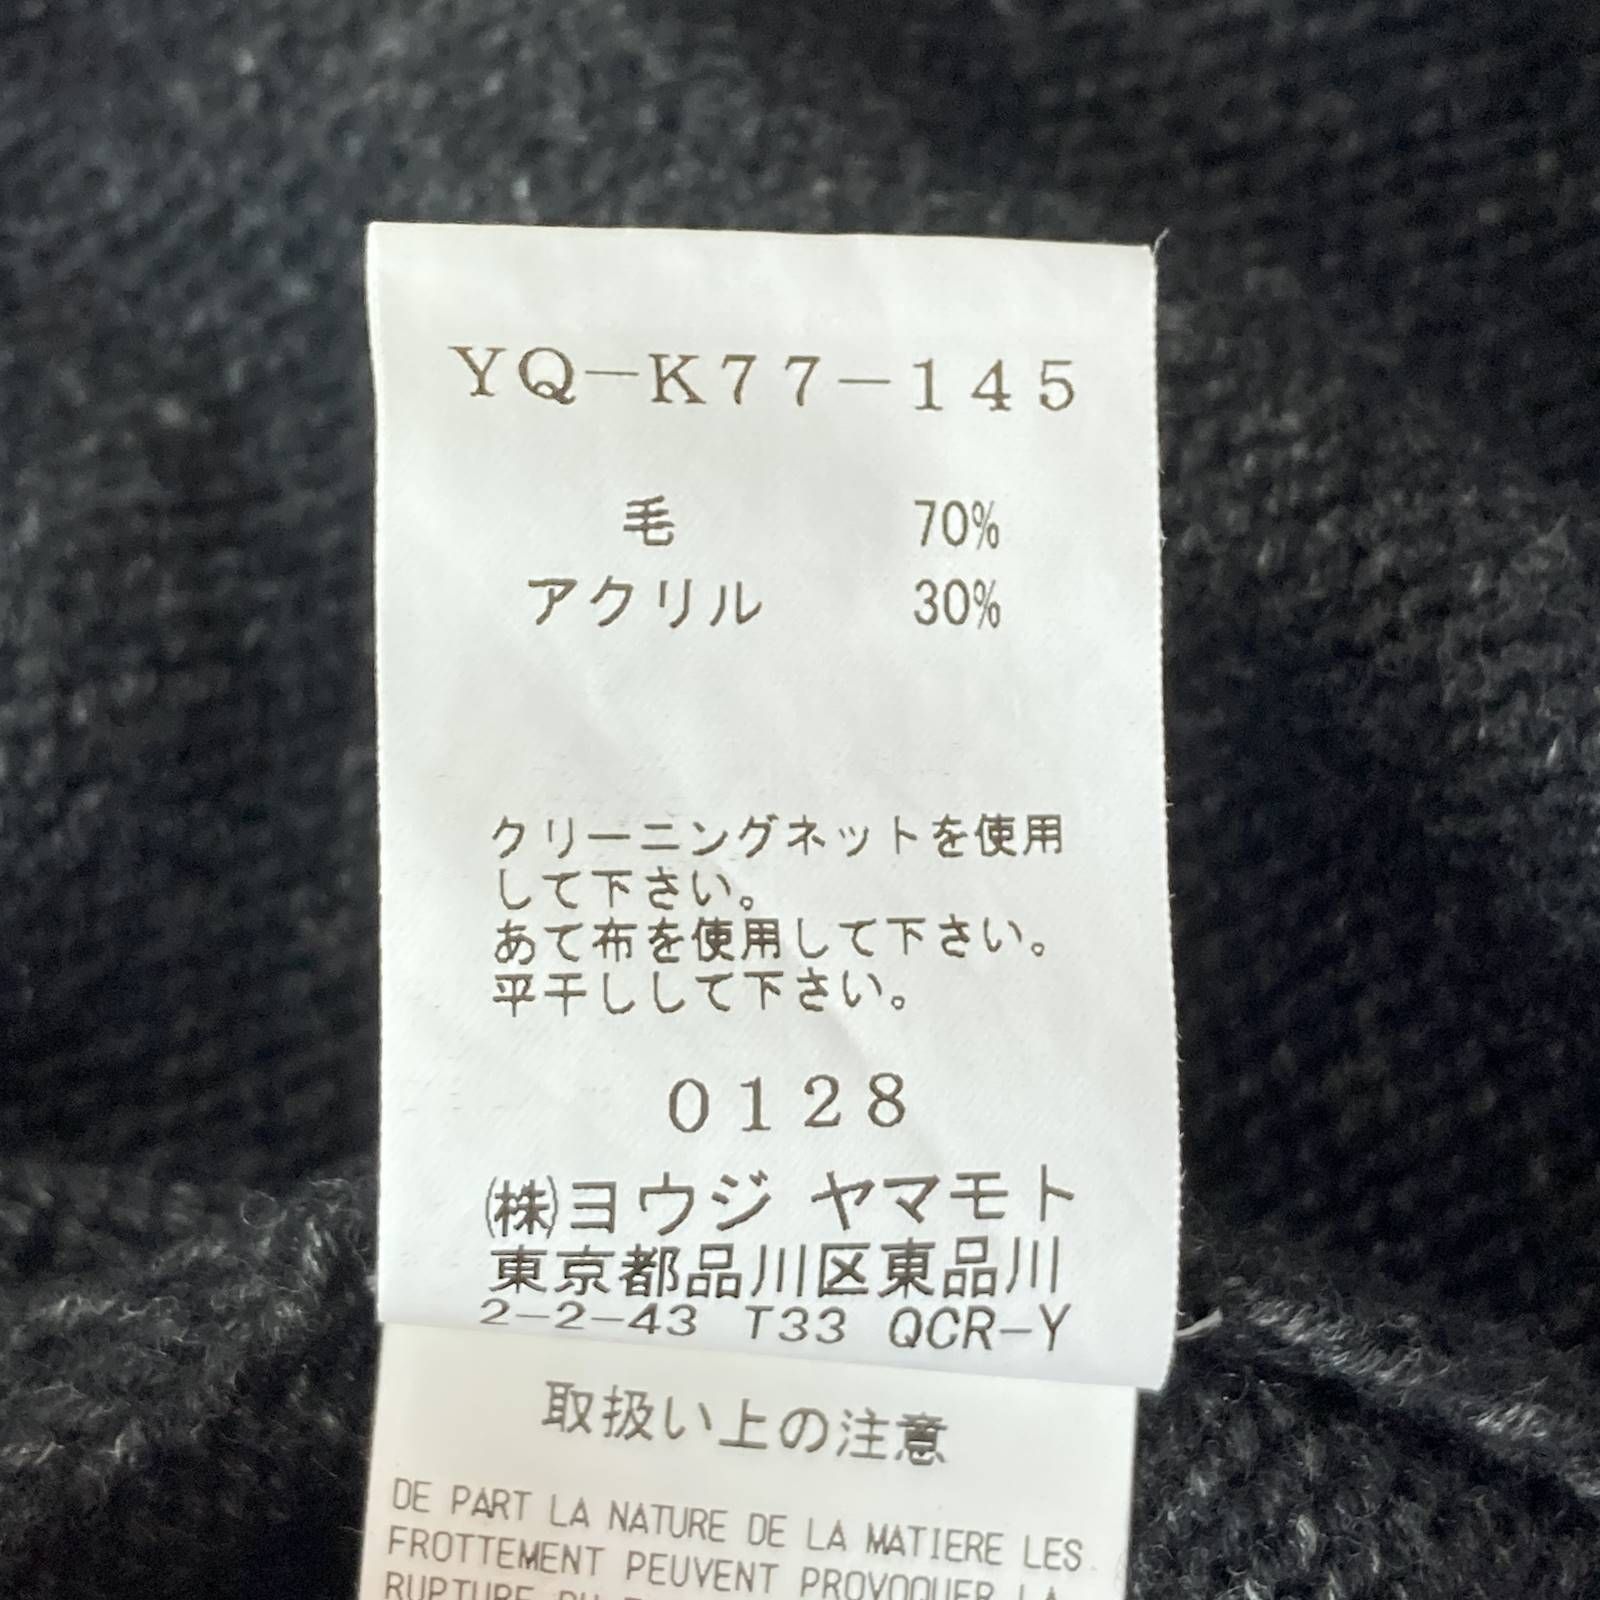 YQ-K77-145
毛 70%
アクリル 30%
クリーニングネットを使用
して下さい。
あて布を使用して下さい。
平干しして下さい。
0128
㈱ヨウジ ヤマモト
東京都品川区東品川
2-2-43 T33 QCR-Y
取扱い上の注意
DE PART LA NATURE DE LA MATIERE LES
FROTTEMENT PEUVENT PROVOQUER LA
RUPTURE DU